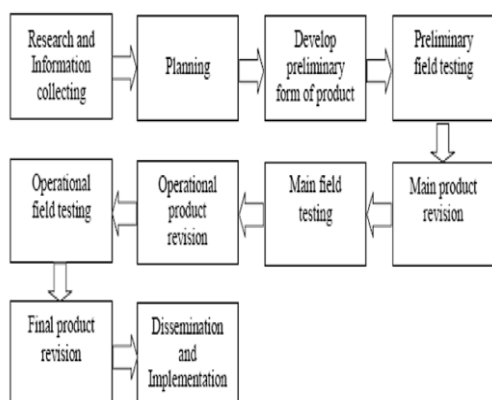 Research and
Information
collecting
Planning
Develop
preliminary
form of product
Preliminary
field testing
Operational
field testing
Operational
product
revision
Main field
testing
Main product
revision
Final product
revision
Dissemination
and
Implementation